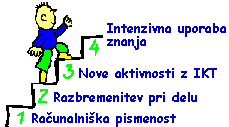 4 Intenzivna uporaba
znanja
3 Nove aktivnosti z IKT
2 Razbremenitev pri delu
1 Računalniška pismenost